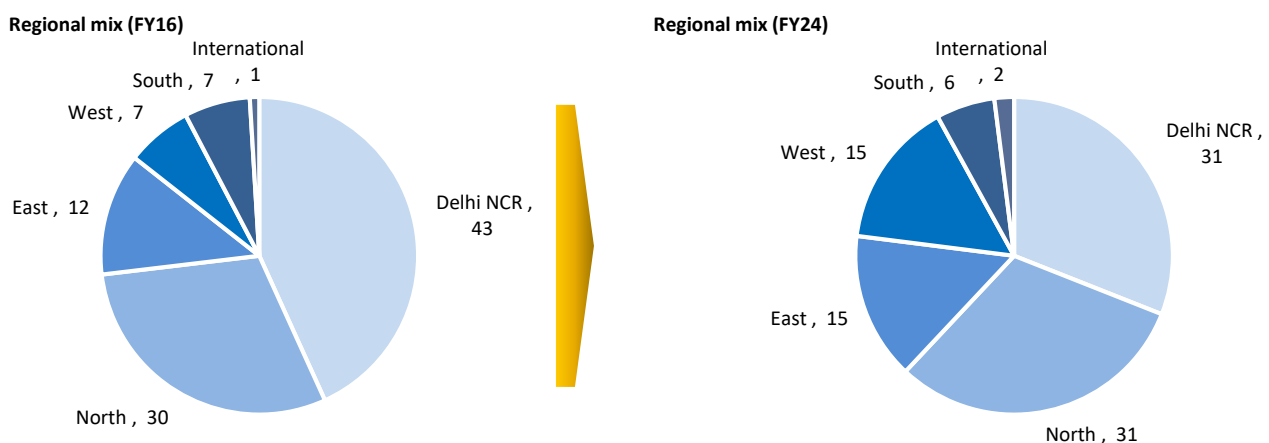 Regional mix (FY16)
International
, 1
South , 7
West , 7
East , 12
Delhi NCR ,
43
North , 30
Regional mix (FY24)
International
, 2
South , 6
West , 15
Delhi NCR ,
31
East , 15
North , 31